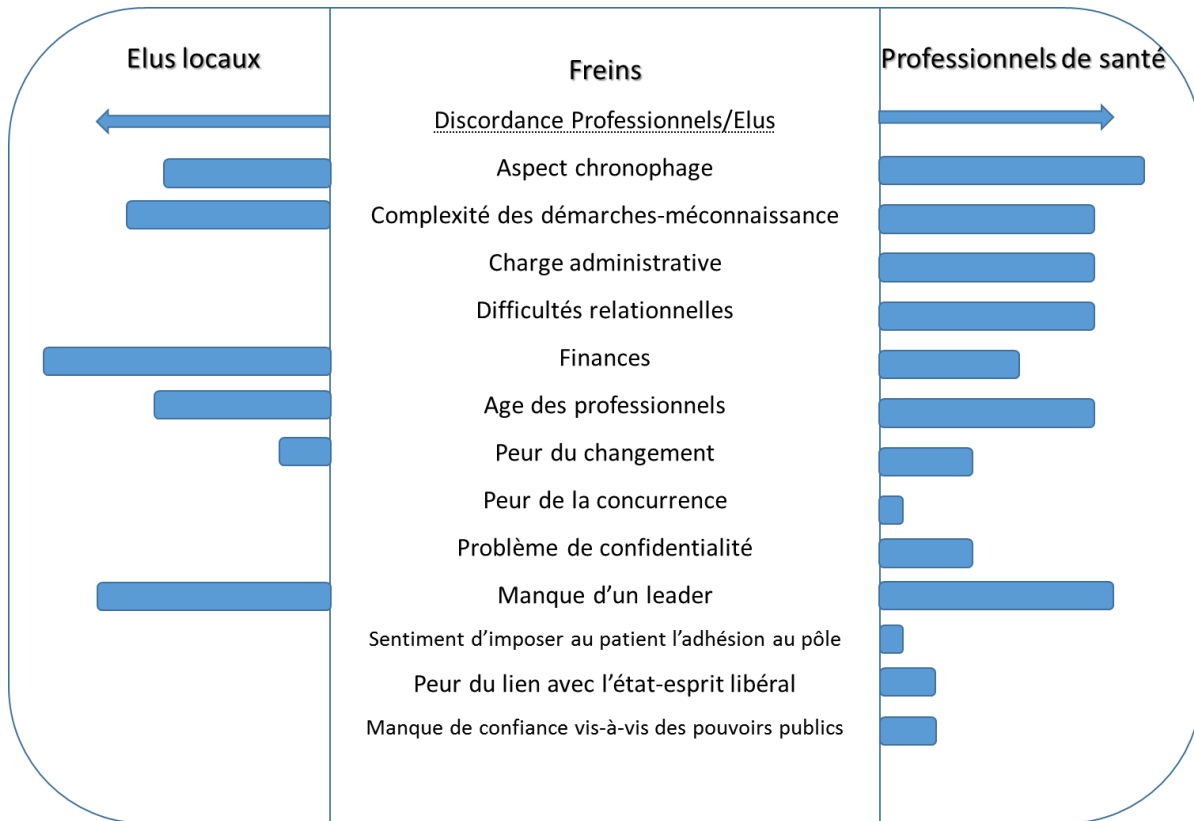 Elus locaux
Freins
Professionnels de santé
Discordance Professionnels/Elus
Aspect chronophage
Complexité des démarches-méconnaissance
Charge administrative
Difficultés relationnelles
Finances
Age des professionnels
Peur du changement
Peur de la concurrence
Problème de confidentialité
Manque d’un leader
Sentiment d’imposer au patient l’adhésion au pôle
Peur du lien avec l’état-esprit libéral
Manque de confiance vis-à-vis des pouvoirs publics